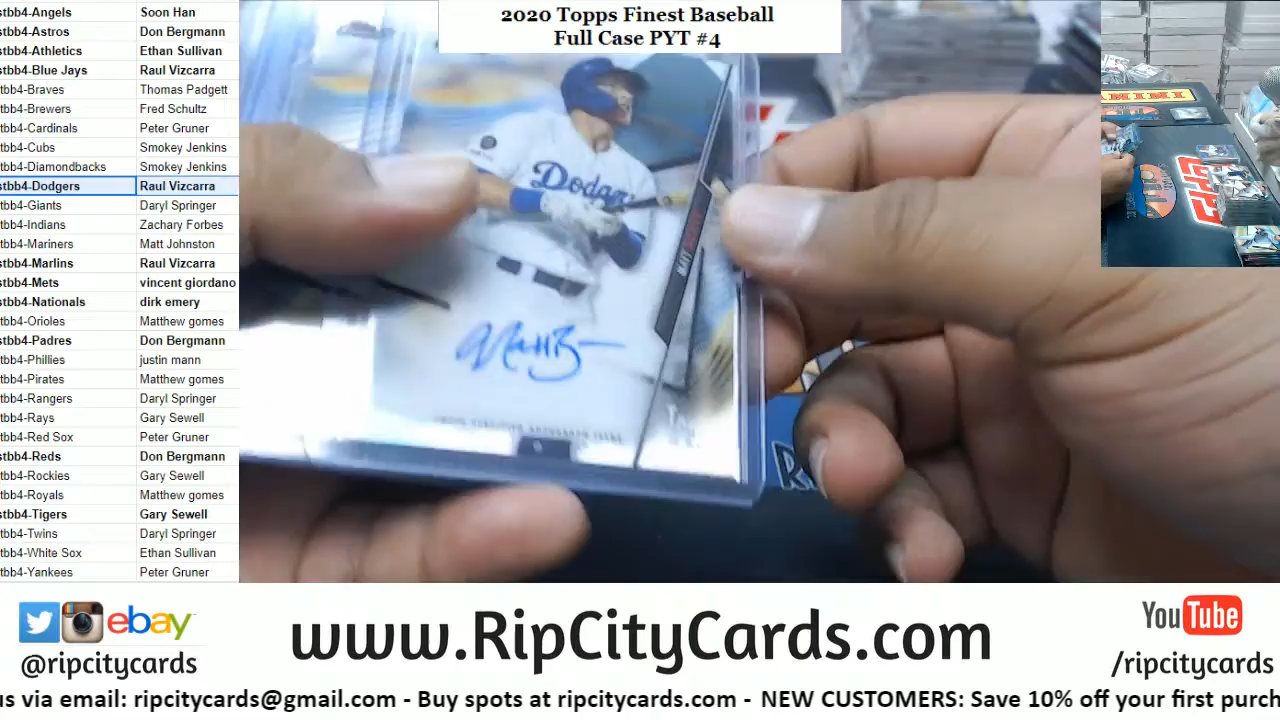 2020 Topps Finest Baseball
Full Case PYT #4
stbb4-Angels Soon Han
stbb4-Astros Don Bergmann
stbb4-Athletics Ethan Sullivan
stbb4-Blue Jays Raul Vizcarra
tbb4-Braves Thomas Padgett
tbb4-Brewers Fred Schultz
tbb4-Cardinals Peter Gruner
tbb4-Cubs Smokey Jenkins
tbb4-Diamondbacks Smokey Jenkins
stbb4-Dodgers Raul Vizcarra
tbb4-Giants Daryl Springer
tbb4-Indians Zachary Forbes
tbb4-Mariners Matt Johnston
stbb4-Marlins Raul Vizcarra
stbb4-Mets vincent giordano
stbb4-Nationals dirk emery
tbb4-Orioles Matthew gomes
stbb4-Padres Don Bergmann
tbb4-Phillies justin mann
tbb4-Pirates Matthew gomes
tbb4-Rangers Daryl Springer
tbb4-Rays Gary Sewell
tbb4-Red Sox Peter Gruner
stbb4-Reds Don Bergmann
tbb4-Rockies Gary Sewell
tbb4-Royals Matthew gomes
stbb4-Tigers Gary Sewell
tbb4-Twins Daryl Springer
tbb4-White Sox Ethan Sullivan
tbb4-Yankees Peter Gruner
Dodgers
PANINI
TOPPS
ebay
@ripcitycards
www.RipCityCards.com
YouTube
/ripcitycards
us via email: ripcitycards@gmail.com - Buy spots at ripcitycards.com - NEW CUSTOMERS: Save 10% off your first purch